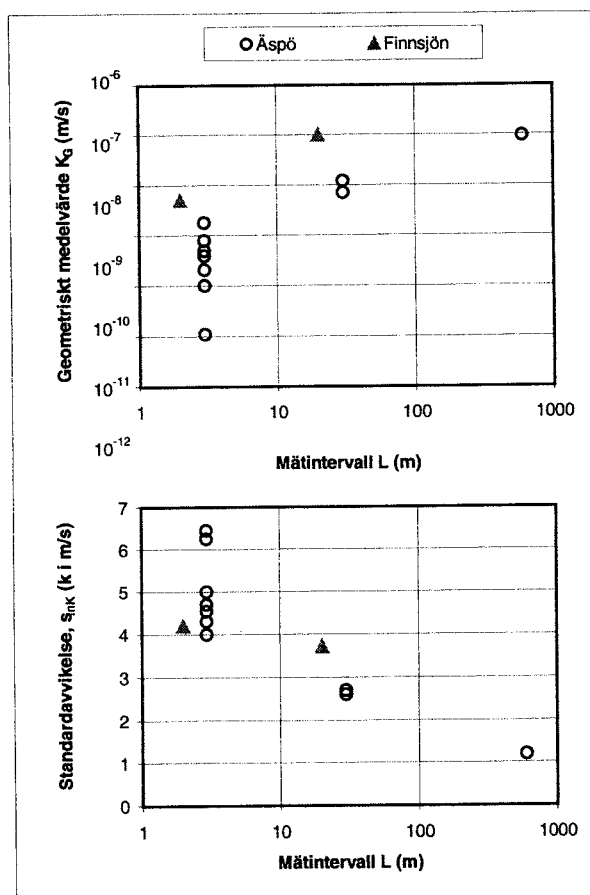 Äspö Finnsjön
Geometriskt medelvärde K_G (m/s)
10^-6
10^-7
10^-8
10^-9
10^-10
10^-11
10^-12
1 10 100 1000
Mätintervall L (m)
Standardavvikelse, s_lnK (k i m/s)
7
6
5
4
3
2
1
0
1 10 100 1000
Mätintervall L (m)